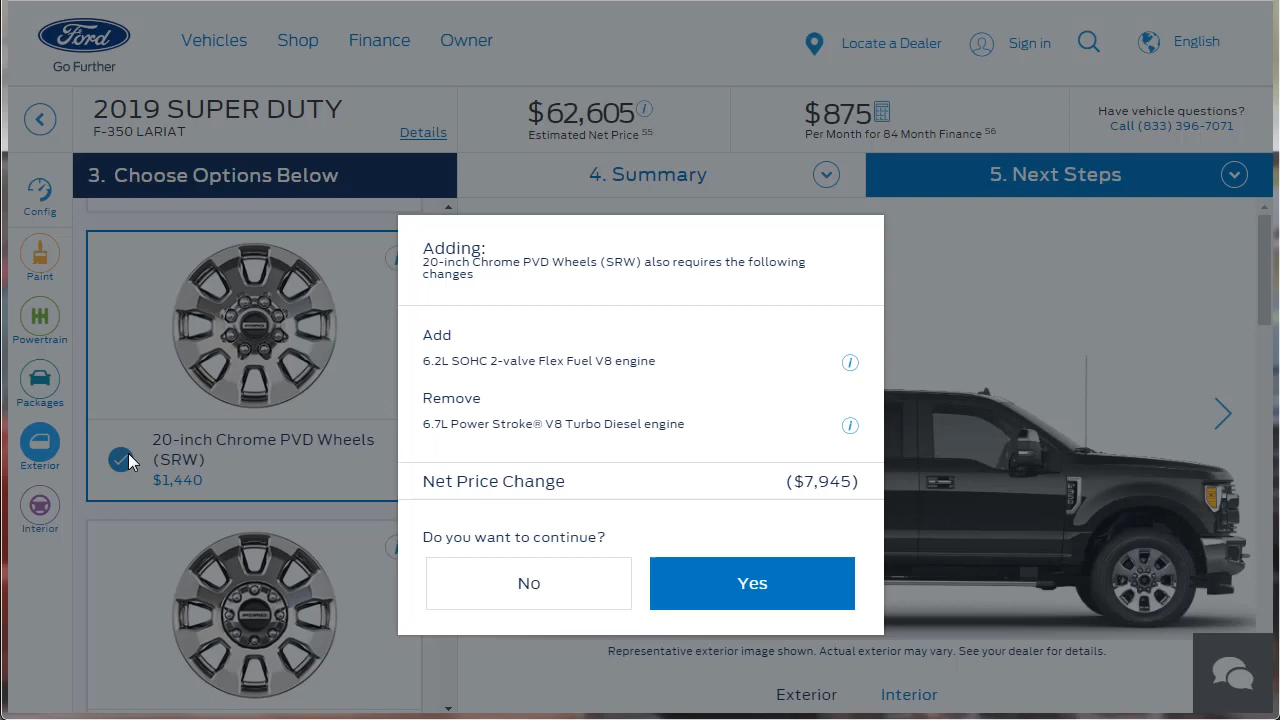 Ford
Go Further
Vehicles
Shop
Finance
Owner
Locate a Dealer
Sign in
English
2019 SUPER DUTY
F-350 LARIAT
Details
$62,605
Estimated Net Price 55
$875
Per Month for 84 Month Finance 56
Have vehicle questions?
Call (833) 396-7071
3. Choose Options Below
4. Summary
5. Next Steps
Config
Paint
Powertrain
Packages
Exterior
Interior
20-inch Chrome PVD Wheels
(SRW)
$1,440
Adding:
20-inch Chrome PVD Wheels (SRW) also requires the following
changes
Add
6.2L SOHC 2-valve Flex Fuel V8 engine
Remove
6.7L Power Stroke® V8 Turbo Diesel engine
Net Price Change
($7,945)
Do you want to continue?
No
Yes
Representative exterior image shown. Actual exterior may vary. See your dealer for details.
Exterior
Interior